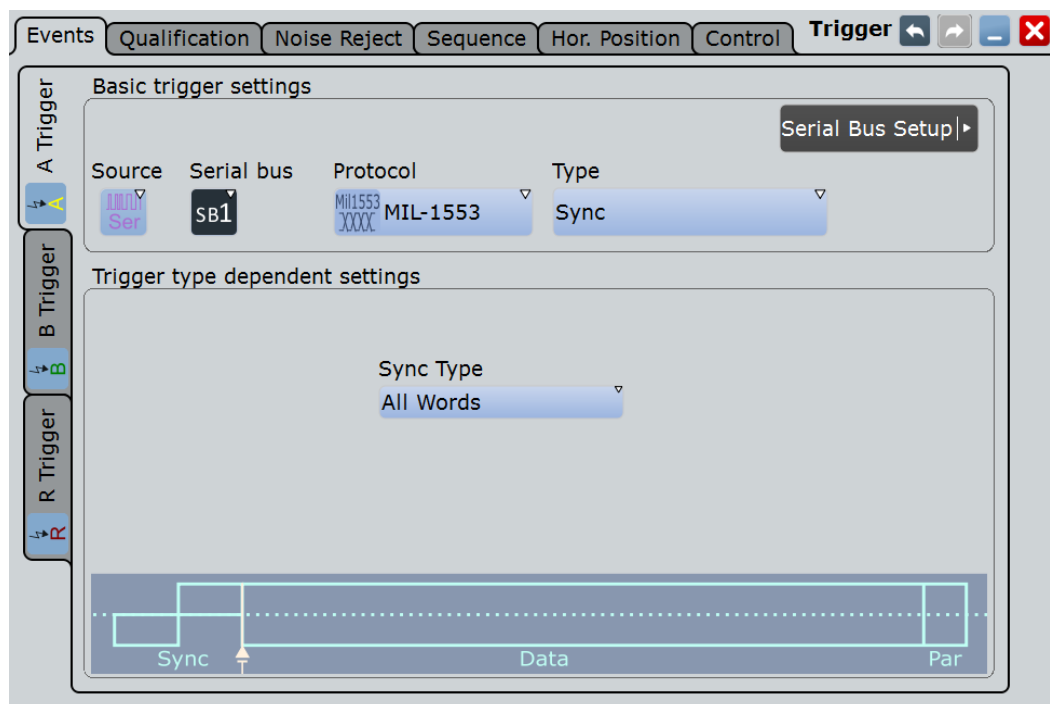 Events Qualification Noise Reject Sequence Hor. Position Control Trigger
A Trigger
A
B Trigger
B
R Trigger
R
Basic trigger settings
Serial Bus Setup
Source Serial bus Protocol Type
Ser SB1 Mil1553 XXXX MIL-1553 Sync
Trigger type dependent settings
Sync Type
All Words
Sync Data Par